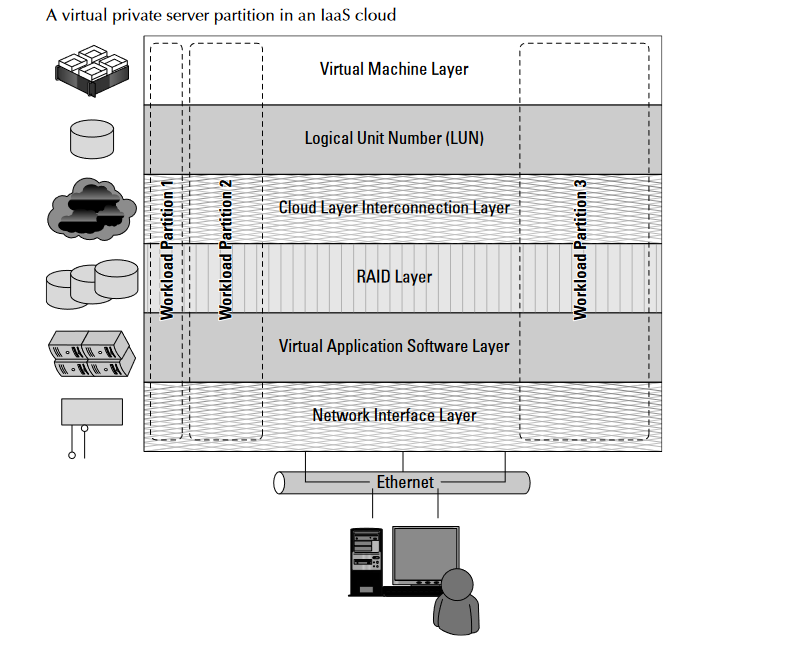 A virtual private server partition in an IaaS cloud
Virtual Machine Layer
Logical Unit Number (LUN)
Cloud Layer Interconnection Layer
RAID Layer
Virtual Application Software Layer
Network Interface Layer
Workload Partition 1
Workload Partition 2
Workload Partition 3
Ethernet